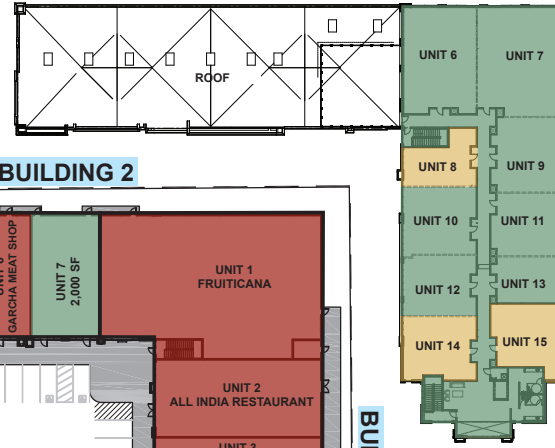 UNIT 6
UNIT 7
ROOF
UNIT 8
UNIT 9
BUILDING 2
UNIT 10
UNIT 11
GARCHA MEAT SHOP
UNIT 7
2,000 SF
UNIT 1
FRUITICANA
UNIT 12
UNIT 13
UNIT 14
UNIT 15
UNIT 2
ALL INDIA RESTAURANT
UNIT 3